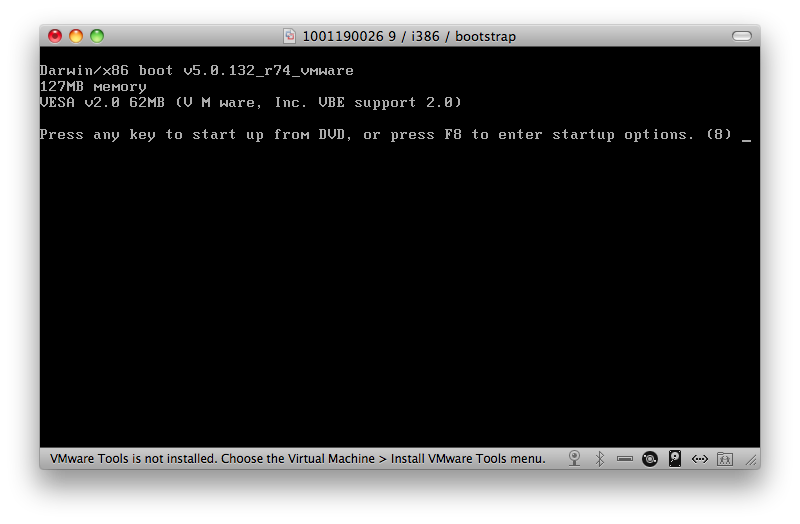 1001190026 9 / i386 / bootstrap
Darwin/x86 boot v5.0.132_r74_vmware
127MB memory
VESA v2.0 62MB (V M ware, Inc. VBE support 2.0)
Press any key to start up from DVD, or press F8 to enter startup options. (8) _
VMware Tools is not installed. Choose the Virtual Machine > Install VMware Tools menu.